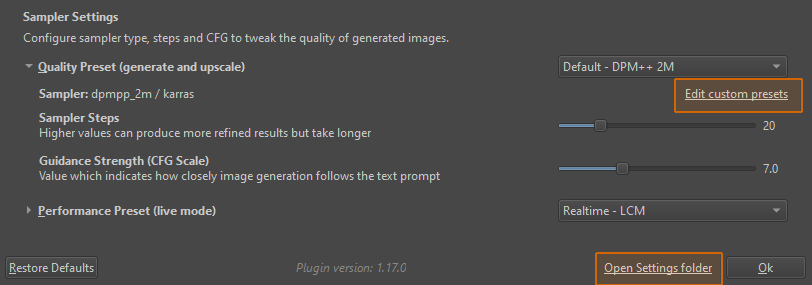 Sampler Settings
Configure sampler type, steps and CFG to tweak the quality of generated images.
Quality Preset (generate and upscale)
Default - DPM++ 2M
Sampler: dpmpp_2m / karras
Edit custom presets
Sampler Steps
Higher values can produce more refined results but take longer
20
Guidance Strength (CFG Scale)
Value which indicates how closely image generation follows the text prompt
7.0
Performance Preset (live mode)
Realtime - LCM
Restore Defaults
Plugin version: 1.17.0
Open Settings folder
Ok